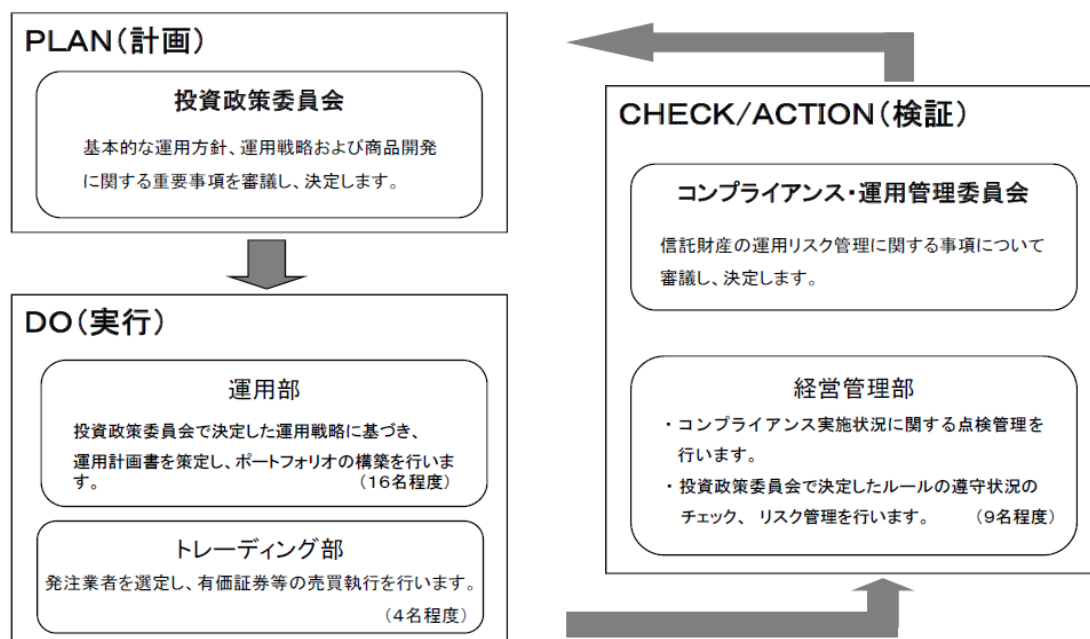 PLAN(計画)
投資政策委員会
基本的な運用方針、運用戦略および商品開発
に関する重要事項を審議し、決定します。
DO(実行)
運用部
投資政策委員会で決定した運用戦略に基づき、
運用計画書を策定し、ポートフォリオの構築を行いま
す。 (16名程度)
トレーディング部
発注業者を選定し、有価証券等の売買執行を行います。
(4名程度)
CHECK/ACTION(検証)
コンプライアンス・運用管理委員会
信託財産の運用リスク管理に関する事項について
審議し、決定します。
経営管理部
・コンプライアンス実施状況に関する点検管理を
行います。
・投資政策委員会で決定したルールの遵守状況の
チェック、 リスク管理を行います。 (9名程度)